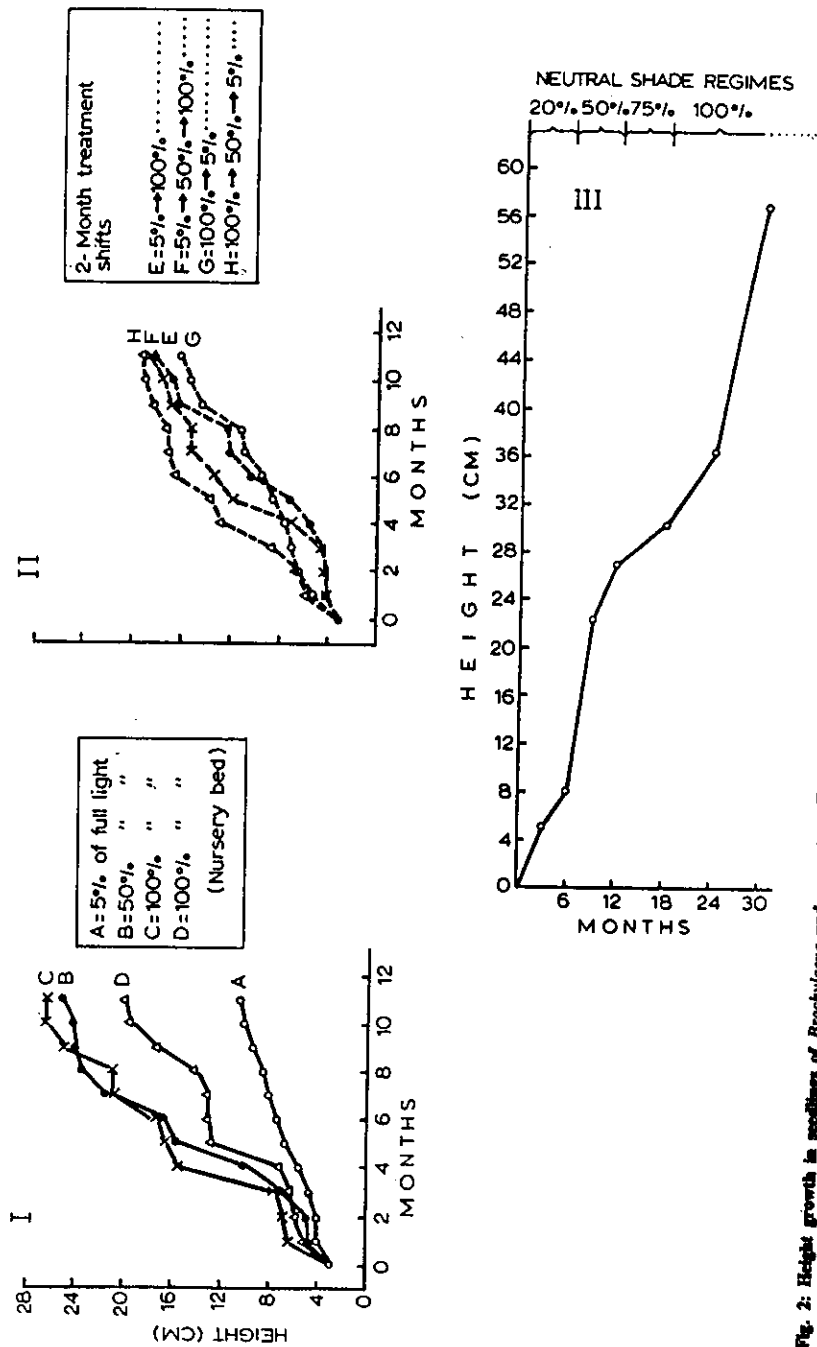 I
HEIGHT (CM)
28
24
20
16
12
8
4
0
0 2 4 6 8 10 12
MONTHS
C
B
D
A
A=5% of full light
B=50% " "
C=100% " "
D=100% " "
(Nursery bed)
II
0 2 4 6 8 10 12
MONTHS
H
F
E
G
2-Month treatment
shifts
E=5%→100%.........
F=5%→50%→100%.....
G=100%→5%.........
H=100%→50%→5%....
III
NEUTRAL SHADE REGIMES
20% 50% 75% 100%
HEIGHT (CM)
60
56
52
48
44
40
36
32
28
24
20
16
12
8
4
0
6 12 18 24 30
MONTHS
Fig. 2: Height growth in seedlings of